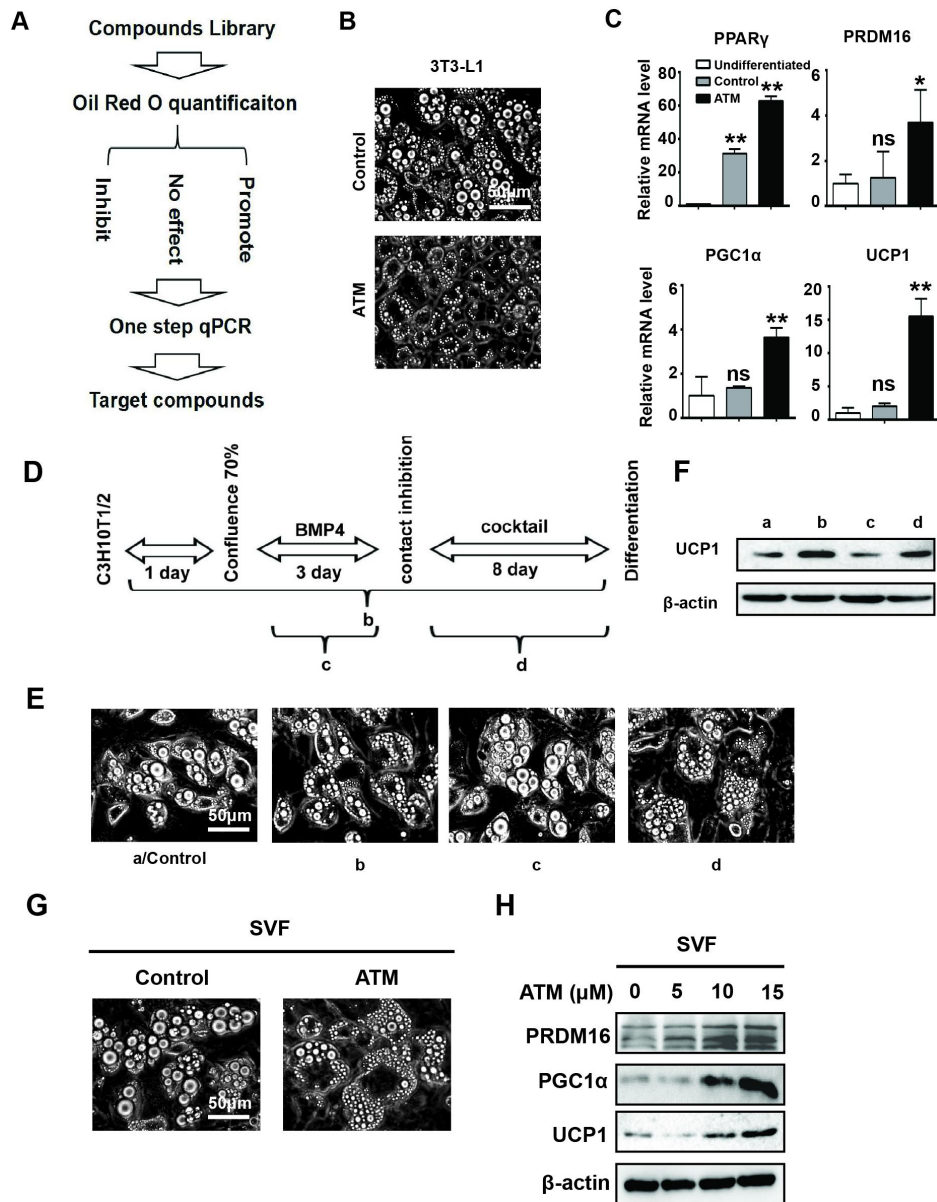 A
Compounds Library
Oil Red O quantificaiton
Inhibit
No effect
Promote
One step qPCR
Target compounds
B
3T3-L1
Control
50μm
ATM
C
PPARγ
Relative mRNA level
80
60
40
20
0
Undifferentiated
Control
ATM
**
**
PRDM16
6
4
2
0
ns
*
PGC1α
Relative mRNA level
6
4
2
0
ns
**
UCP1
20
15
10
5
0
ns
**
D
C3H10T1/2
1 day
Confluence 70%
BMP4
3 day
contact inhibition
cocktail
8 day
Differentiation
b
c
d
F
a b c d
UCP1
β-actin
E
50μm
a/Control
b
c
d
G
SVF
Control
ATM
50μm
H
SVF
ATM (μM) 0 5 10 15
PRDM16
PGC1α
UCP1
β-actin